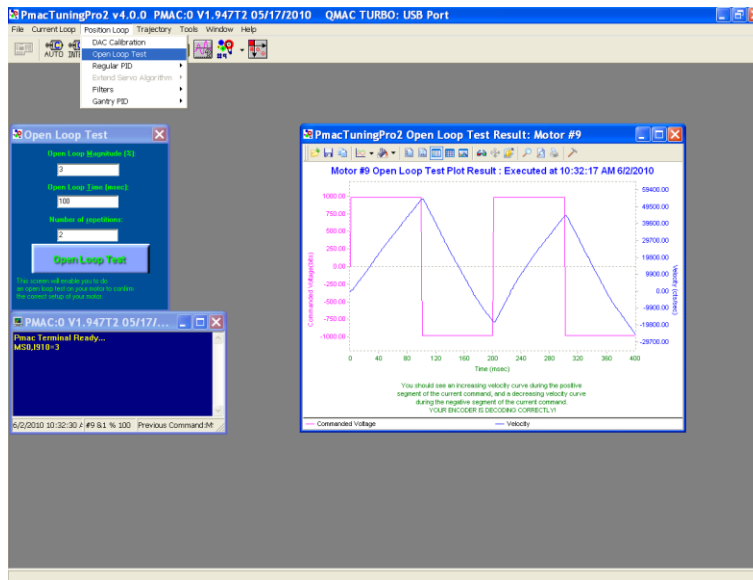 PmacTuningPro2 v4.0.0 PMAC:0 V1.947T2 05/17/2010 QMAC TURBO: USB Port
File Current Loop Position Loop Trajectory Tools Window Help
AUTO
DAC Calibration
Open Loop Test
Regular PID
Extend Servo Algorithm
Filters
Gantry PID
Open Loop Test
Open Loop Magnitude (%):
3
Open Loop Time (msec):
100
Number of repetitions:
2
Open Loop Test
This screen will enable you to do
an open loop test on your motor to confirm
the correct setup of your motor.
PMAC:0 V1.947T2 05/17/...
Pmac Terminal Ready...
MS0,I910=3
6/2/2010 10:32:30 #9 &1 % 100 Previous Command:M
PmacTuningPro2 Open Loop Test Result: Motor #9
Motor #9 Open Loop Test Plot Result : Executed at 10:32:17 AM 6/2/2010
1000.00
750.00
500.00
250.00
0.00
-250.00
-500.00
-750.00
-1000.00
Commanded Voltage(bits)
59400.00
49500.00
39600.00
29700.00
19800.00
9900.00
0.00
-9900.00
-19800.00
-29700.00
Velocity (cts/sec)
0 40 80 120 160 200 240 280 320 360 400
Time (msec)
You should see an increasing velocity curve during the positive
segment of the current command, and a decreasing velocity curve
during the negative segment of the current command.
YOUR ENCODER IS DECODING CORRECTLY!
Commanded Voltage Velocity